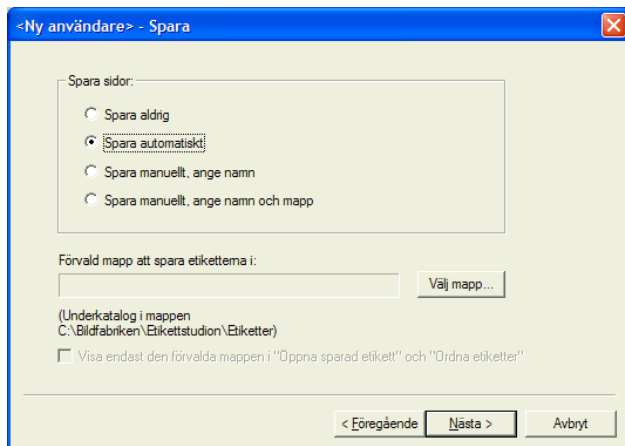 <Ny användare> - Spara
Spara sidor:
Spara aldrig
Spara automatiskt
Spara manuellt, ange namn
Spara manuellt, ange namn och mapp
Förvald mapp att spara etiketterna i:
Välj mapp...
(Underkatalog i mappen
C:\Bildfabriken\Etikettstudion\Etiketter)
Visa endast den förvalda mappen i "Öppna sparad etikett" och "Ordna etiketter"
< Föregående Nästa > Avbryt